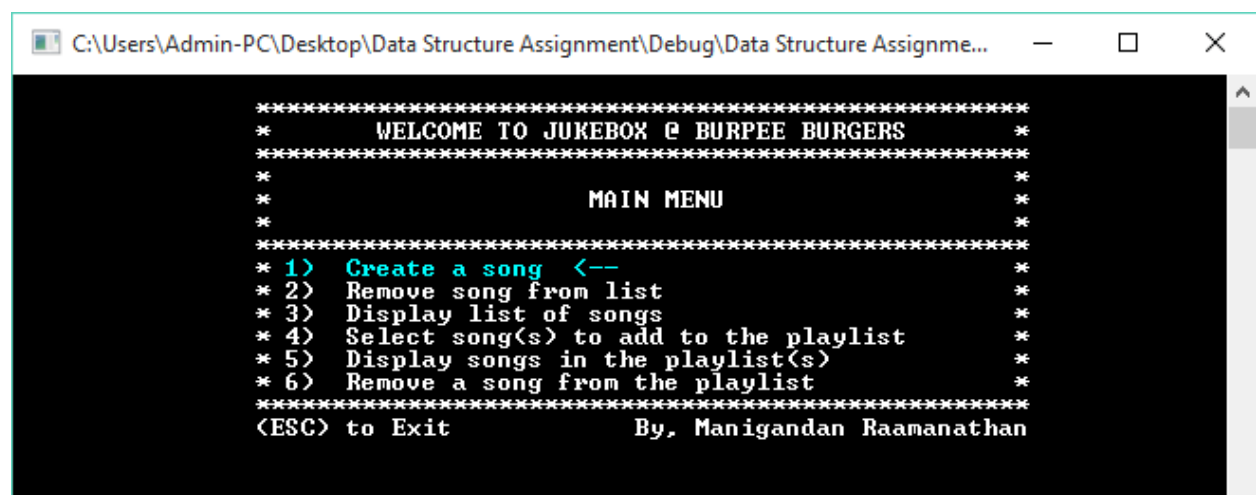 C:\Users\Admin-PC\Desktop\Data Structure Assignment\Debug\Data Structure Assignme...
***************************************************
* WELCOME TO JUKEBOX @ BURPEE BURGERS *
***************************************************
* *
* MAIN MENU *
* *
***************************************************
* 1) Create a song <-- *
* 2) Remove song from list *
* 3) Display list of songs *
* 4) Select song(s) to add to the playlist *
* 5) Display songs in the playlist(s) *
* 6) Remove a song from the playlist *
***************************************************
(ESC) to Exit By, Manigandan Raamanathan